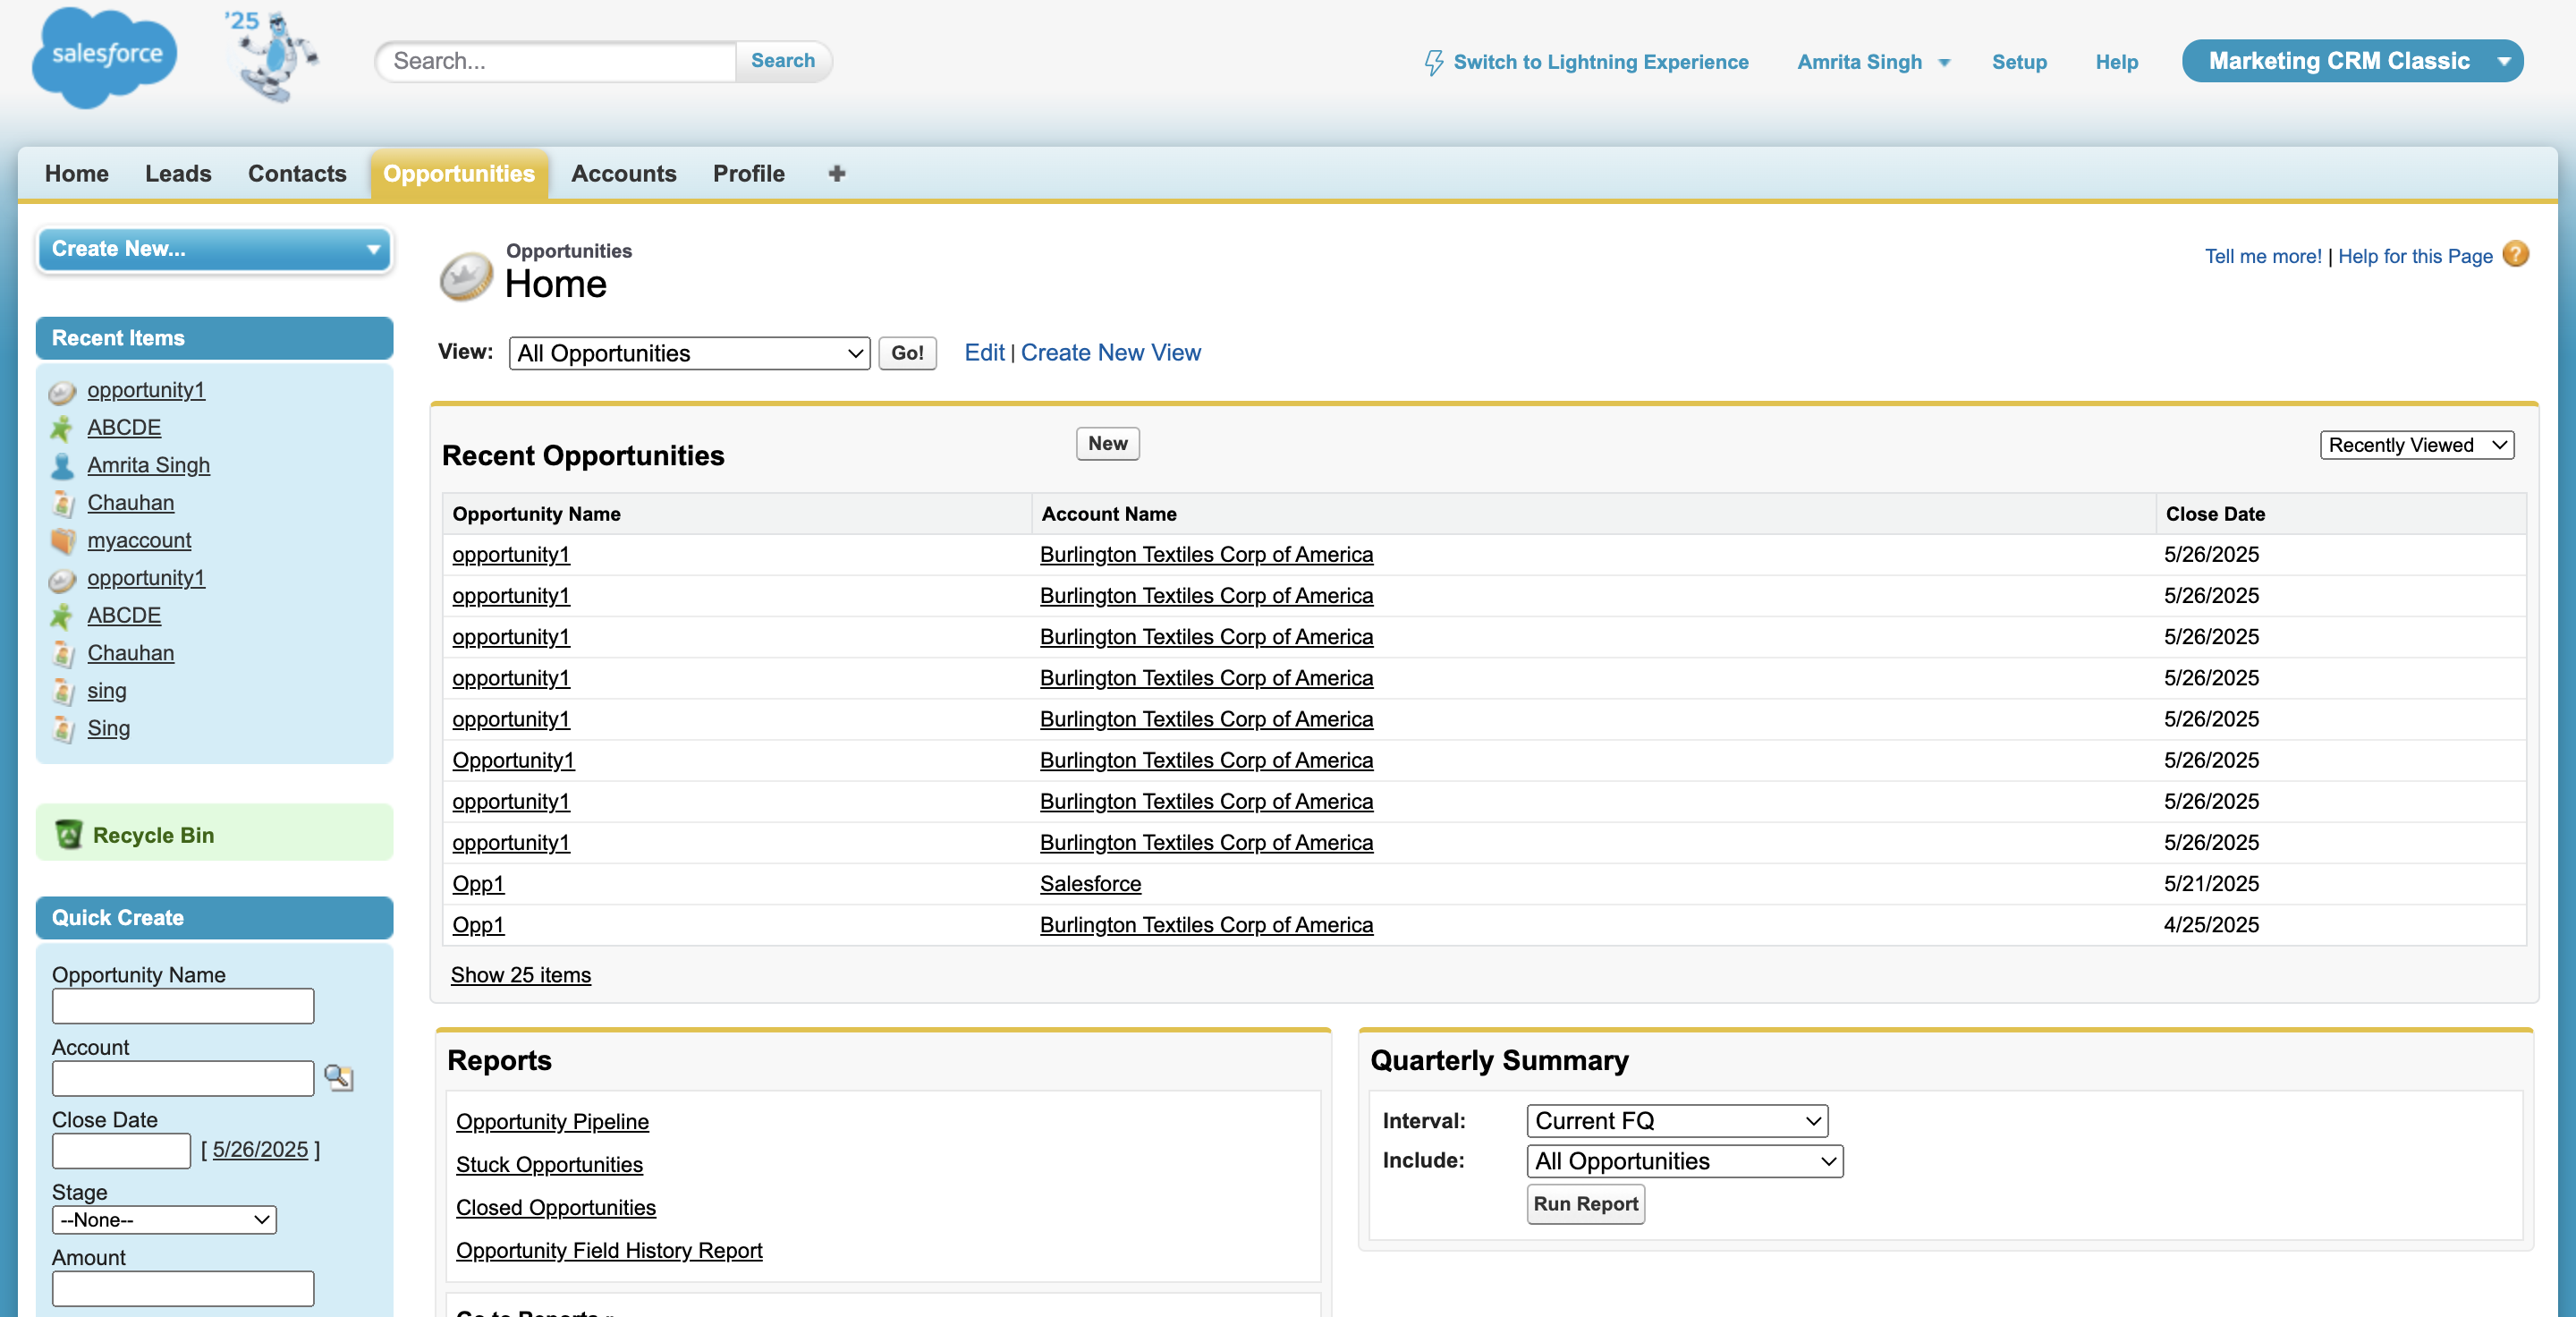 salesforce
'25
Search...
Search
Switch to Lightning Experience
Amrita Singh
Setup
Help
Marketing CRM Classic
Home
Leads
Contacts
Opportunities
Accounts
Profile
Create New...
Recent Items
opportunity1
ABCDE
Amrita Singh
Chauhan
myaccount
opportunity1
ABCDE
Chauhan
sing
Sing
Recycle Bin
Quick Create
Opportunity Name
Account
Close Date
[ 5/26/2025 ]
Stage
--None--
Amount
Opportunities
Home
Tell me more! | Help for this Page
View: All Opportunities Go! Edit | Create New View
Recent Opportunities
New
Recently Viewed
Opportunity Name Account Name Close Date
opportunity1 Burlington Textiles Corp of America 5/26/2025
opportunity1 Burlington Textiles Corp of America 5/26/2025
opportunity1 Burlington Textiles Corp of America 5/26/2025
opportunity1 Burlington Textiles Corp of America 5/26/2025
opportunity1 Burlington Textiles Corp of America 5/26/2025
Opportunity1 Burlington Textiles Corp of America 5/26/2025
opportunity1 Burlington Textiles Corp of America 5/26/2025
opportunity1 Burlington Textiles Corp of America 5/26/2025
Opp1 Salesforce 5/21/2025
Opp1 Burlington Textiles Corp of America 4/25/2025
Show 25 items
Reports
Opportunity Pipeline
Stuck Opportunities
Closed Opportunities
Opportunity Field History Report
Quarterly Summary
Interval: Current FQ
Include: All Opportunities
Run Report